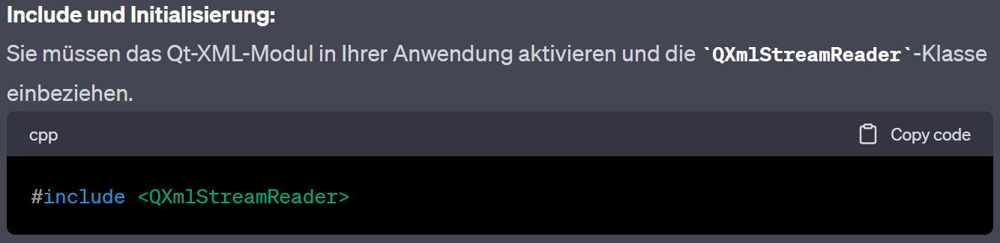 Include und Initialisierung:
Sie müssen das Qt-XML-Modul in Ihrer Anwendung aktivieren und die `QXmlStreamReader`-Klasse
einbeziehen.
cpp Copy code
#include <QXmlStreamReader>